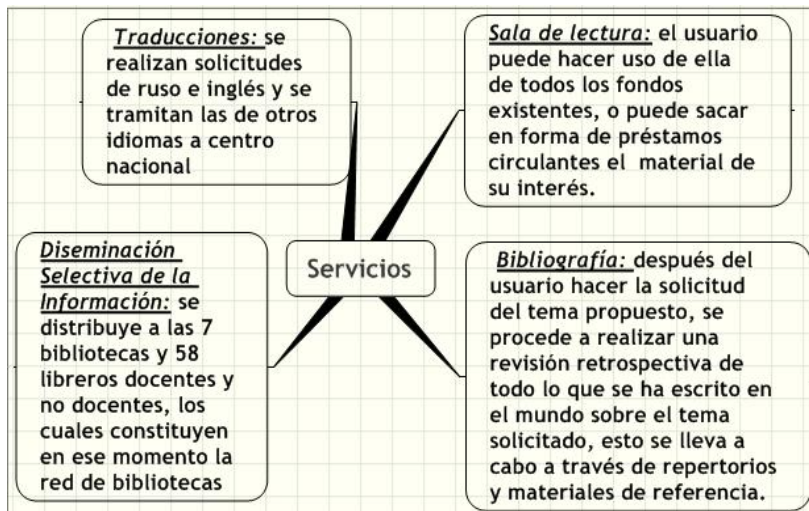 Traducciones: se
realizan solicitudes
de ruso e inglés y se
tramitan las de otros
idiomas a centro
nacional
Sala de lectura: el usuario
puede hacer uso de ella
de todos los fondos
existentes, o puede sacar
en forma de préstamos
circulantes el material de
su interés.
Servicios
Diseminación
Selectiva de la
Información: se
distribuye a las 7
bibliotecas y 58
libreros docentes y
no docentes, los
cuales constituyen
en ese momento la
red de bibliotecas
Bibliografía: después del
usuario hacer la solicitud
del tema propuesto, se
procede a realizar una
revisión retrospectiva de
todo lo que se ha escrito en
el mundo sobre el tema
solicitado, esto se lleva a
cabo a través de repertorios
y materiales de referencia.